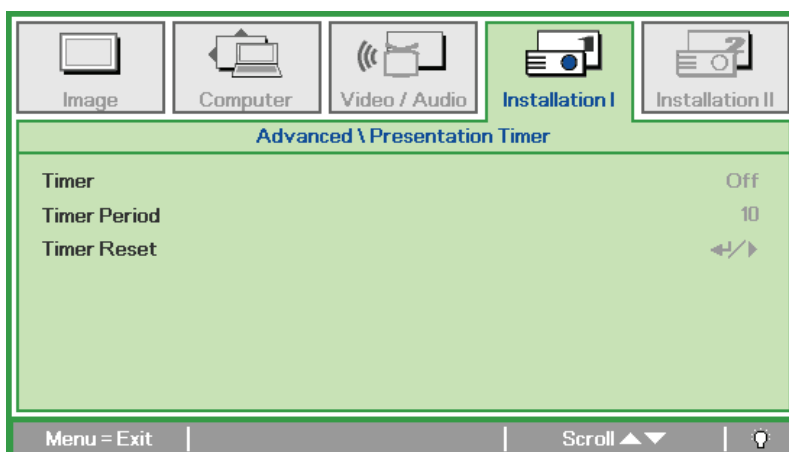 Image
Computer
Video / Audio
Installation I
Installation II
Advanced \ Presentation Timer
Timer Off
Timer Period 10
Timer Reset
Menu = Exit Scroll